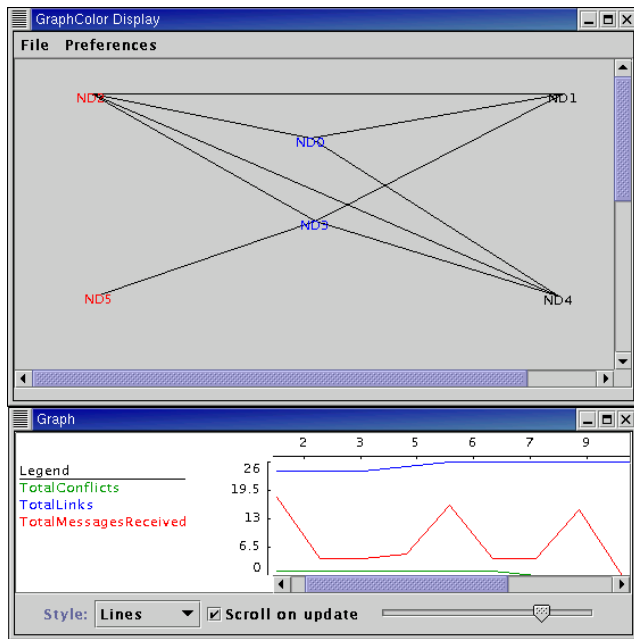 GraphColor Display
File Preferences
ND1
ND0
ND3
ND5
ND4
Graph
2 3 5 6 7 9
Legend
TotalConflicts
TotalLinks
TotalMessagesReceived
26
19.5
13
6.5
0
Style: Lines Scroll on update